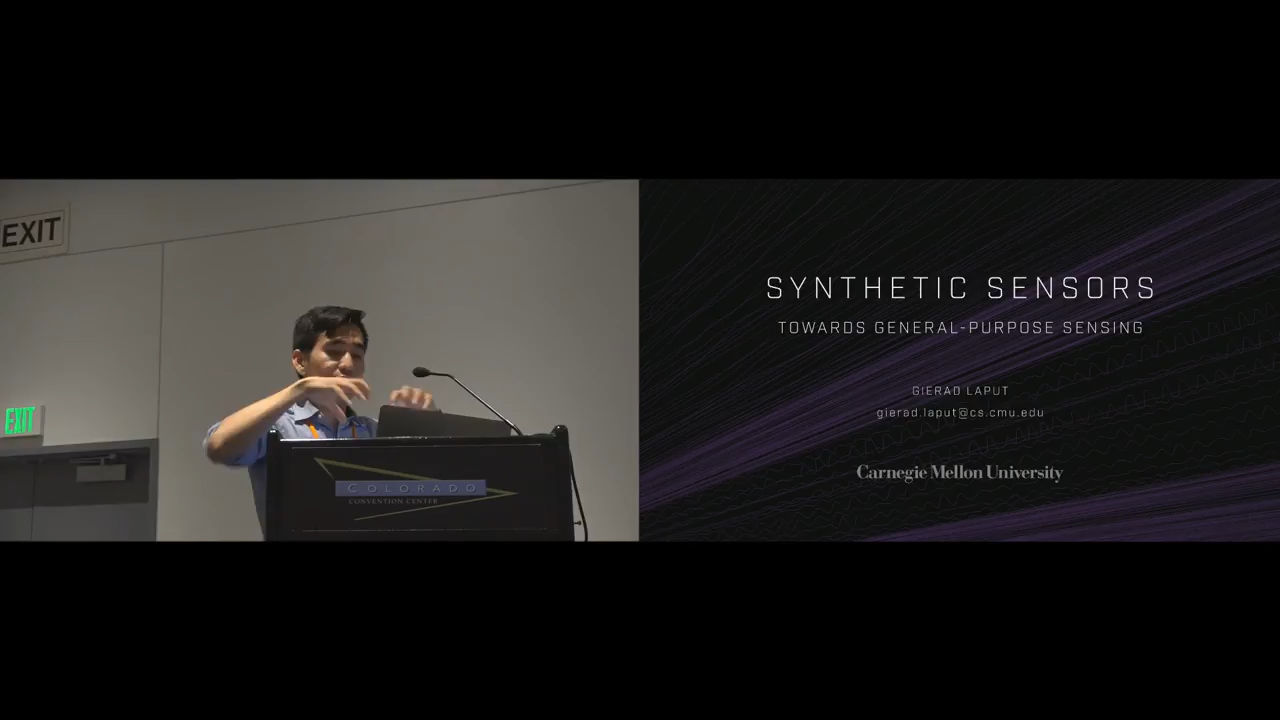 EXIT
EXIT
COLORADO
CONVENTION CENTER
SYNTHETIC SENSORS
TOWARDS GENERAL-PURPOSE SENSING
GIERAD LAPUT
gierad.laput@cs.cmu.edu
Carnegie Mellon University